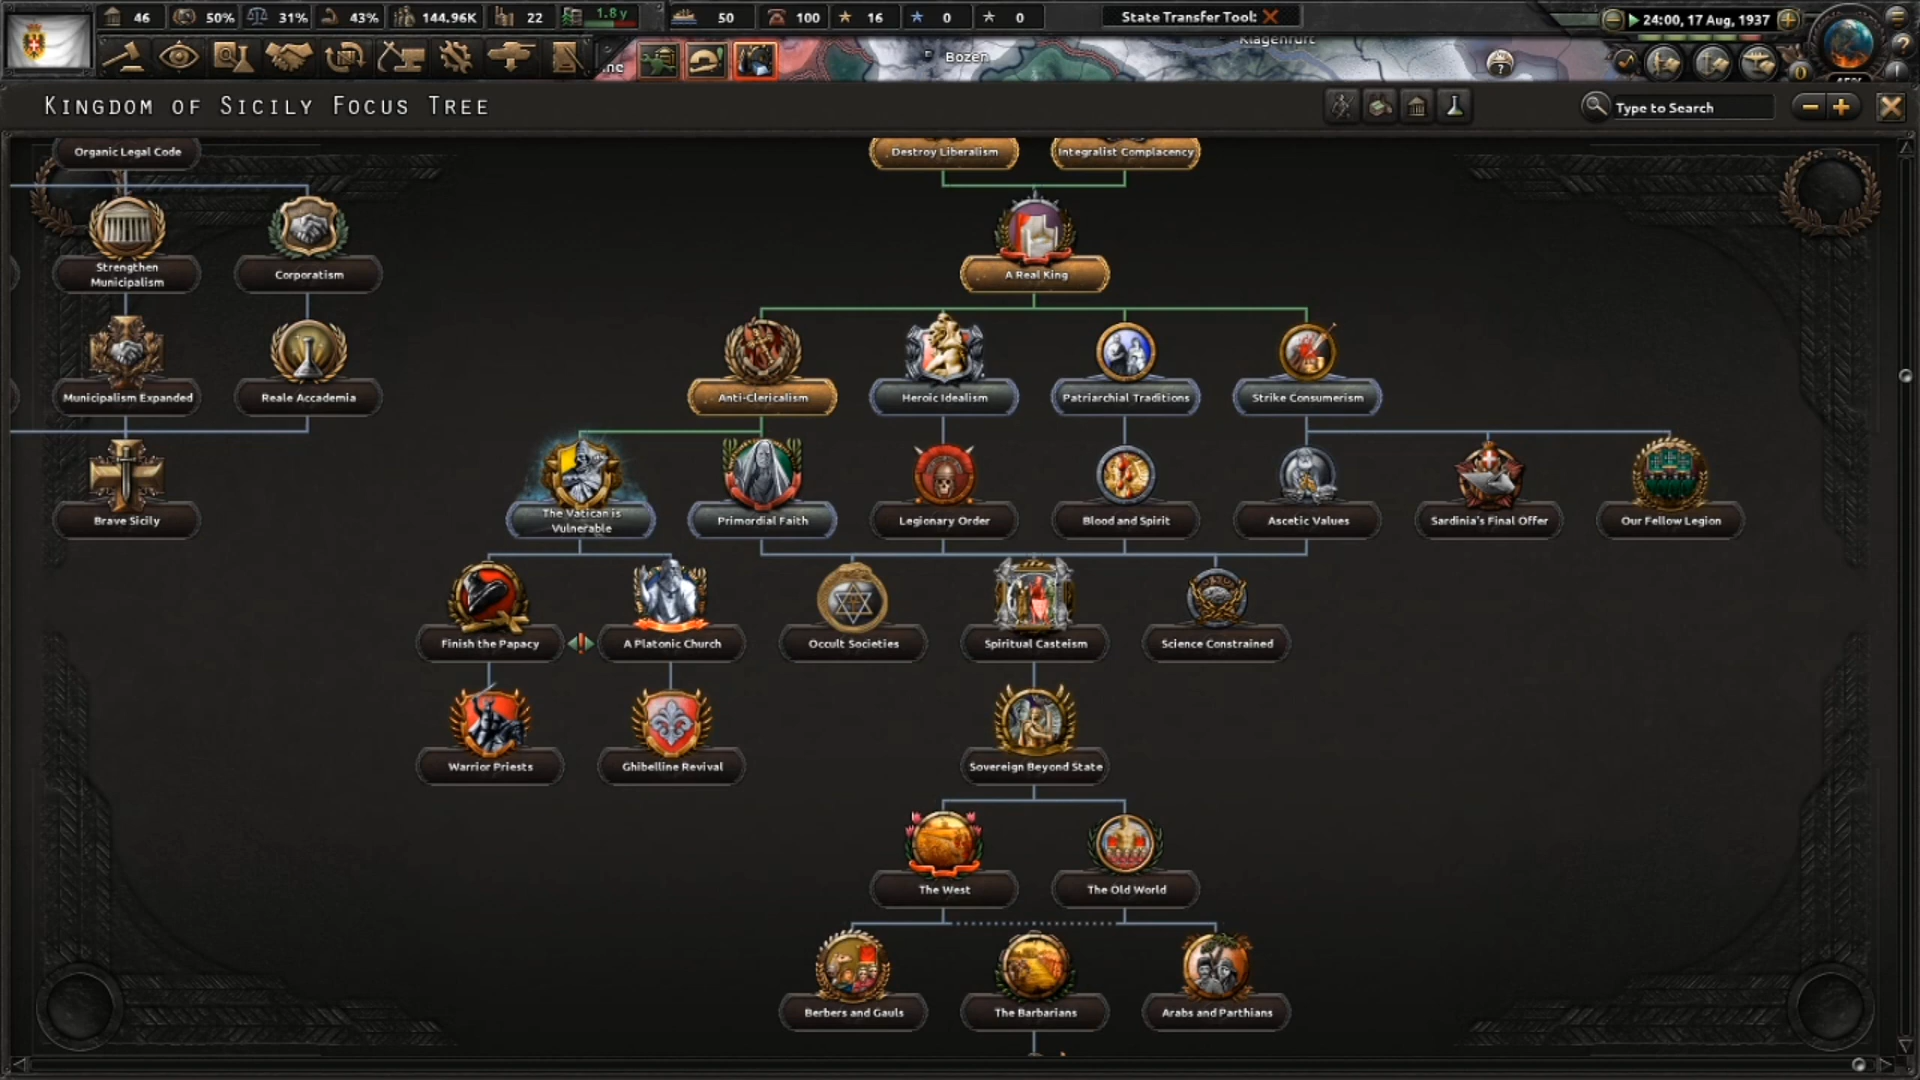 46
50%
31%
43%
144.96K
22
1.8 y
50
100
16
0
0
State Transfer Tool:
24:00, 17 Aug, 1937
Bozen
Klagenfurt
0
KINGDOM OF SICILY FOCUS TREE
Type to Search
Organic Legal Code
Destroy Liberalism
Integralist Complacency
Strengthen
Municipalism
Corporatism
A Real King
Municipalism Expanded
Reale Accademia
Anti-Clericalism
Heroic Idealism
Patriarchial Traditions
Strike Consumerism
Brave Sicily
The Vatican is
Vulnerable
Primordial Faith
Legionary Order
Blood and Spirit
Ascetic Values
Sardinia's Final Offer
Our Fellow Legion
Finish the Papacy
A Platonic Church
Occult Societies
Spiritual Casteism
Science Constrained
Warrior Priests
Ghibelline Revival
Sovereign Beyond State
The West
The Old World
Berbers and Gauls
The Barbarians
Arabs and Parthians